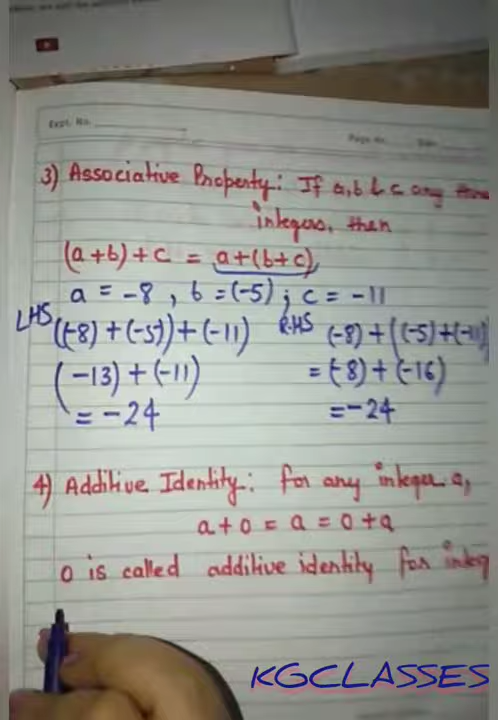 Expt. No.
Page No.
Date
3) Associative Property: If a, b & c any three
integers, then
(a+b)+c = a+(b+c)
a = -8, b = (-5); c = -11
LHS ((-8)+(-5))+(-11)
(-13)+(-11)
= -24
R.HS (-8)+((-5)+(-11)
= (-8)+(-16)
= -24
4) Additive Identity: for any integer a,
a+0 = a = 0+a
0 is called additive identity for integ
KGCLASSES